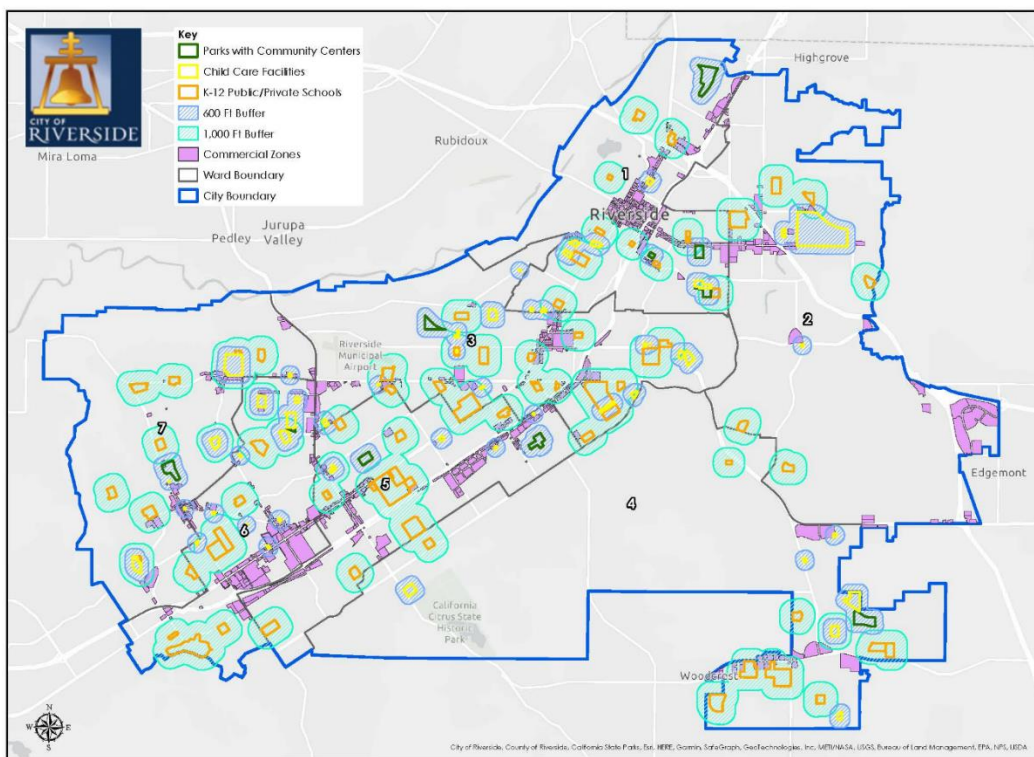 CITY OF
RIVERSIDE
Key
Parks with Community Centers
Child Care Facilities
K-12 Public/Private Schools
600 Ft Buffer
1,000 Ft Buffer
Commercial Zones
Ward Boundary
City Boundary
Highgrove
Mira Loma
Rubidoux
1
Riverside
Jurupa
Valley
Pedley
2
3
Riverside
Municipal
Airport
7
5
Edgemont
4
6
California
Citrus State
Historic
Park
Woodcrest
N
W E
S
City of Riverside, County of Riverside, California State Parks, Esri, HERE, Garmin, SafeGraph, GeoTechnologies, Inc, METI/NASA, USGS, Bureau of Land Management, EPA, NPS, USDA